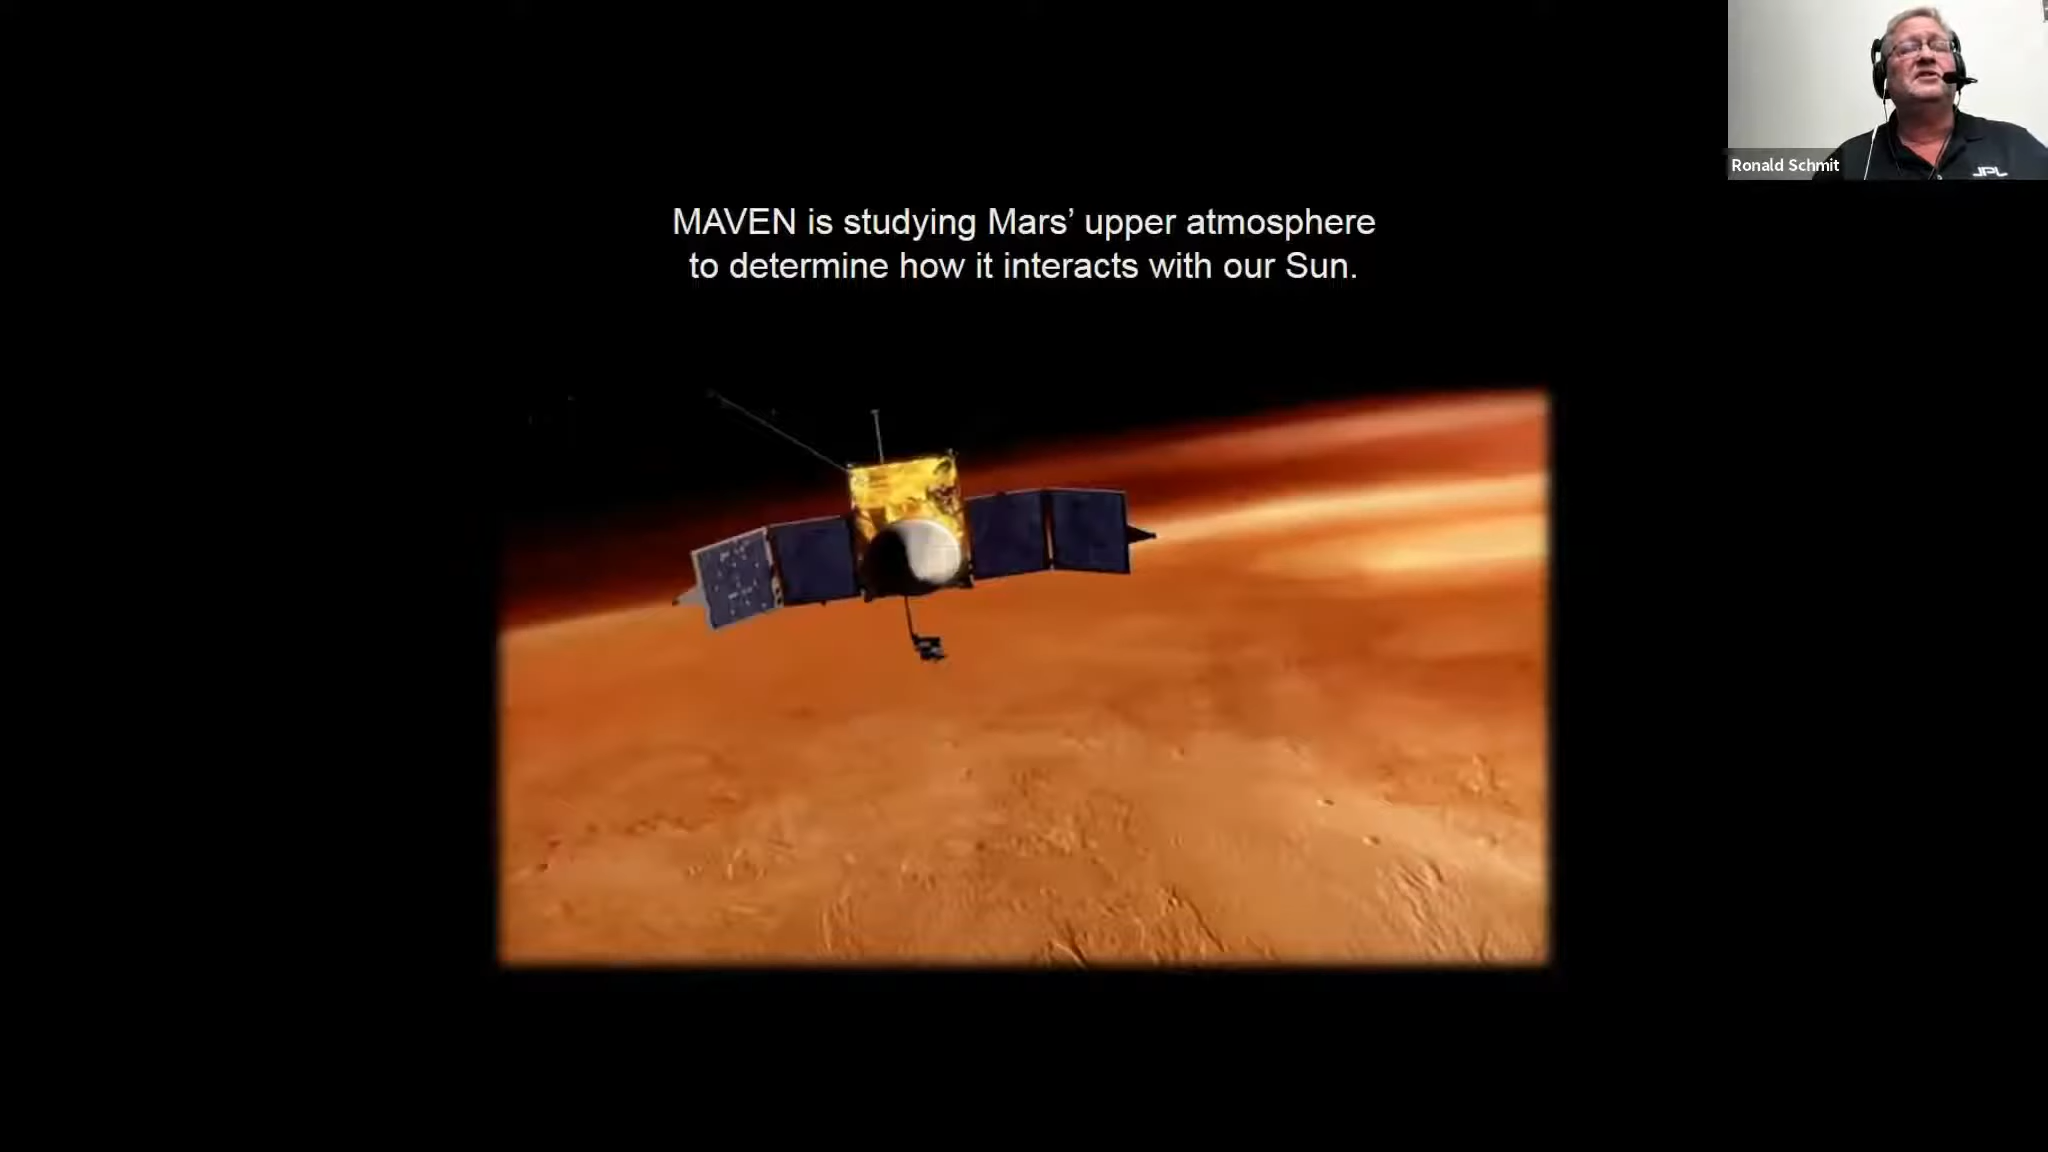 MAVEN is studying Mars’ upper atmosphere
to determine how it interacts with our Sun.
Ronald Schmit
JPL